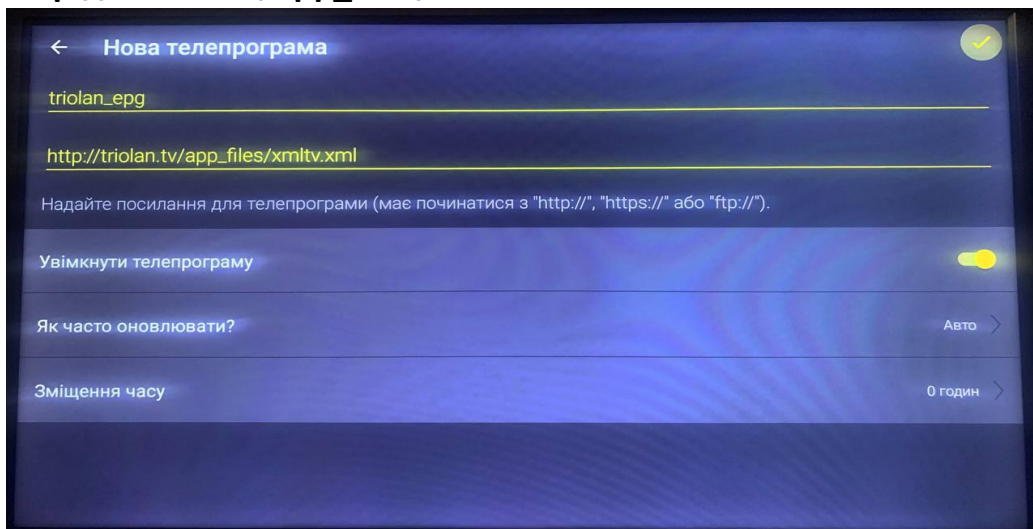 Нова телепрограма
triolan_epg
http://triolan.tv/app_files/xmltv.xml
Надайте посилання для телепрограми (має починатися з "http://", "https://" або "ftp://").
Увімкнути телепрограму
Як часто оновлювати? Авто
Зміщення часу 0 годин